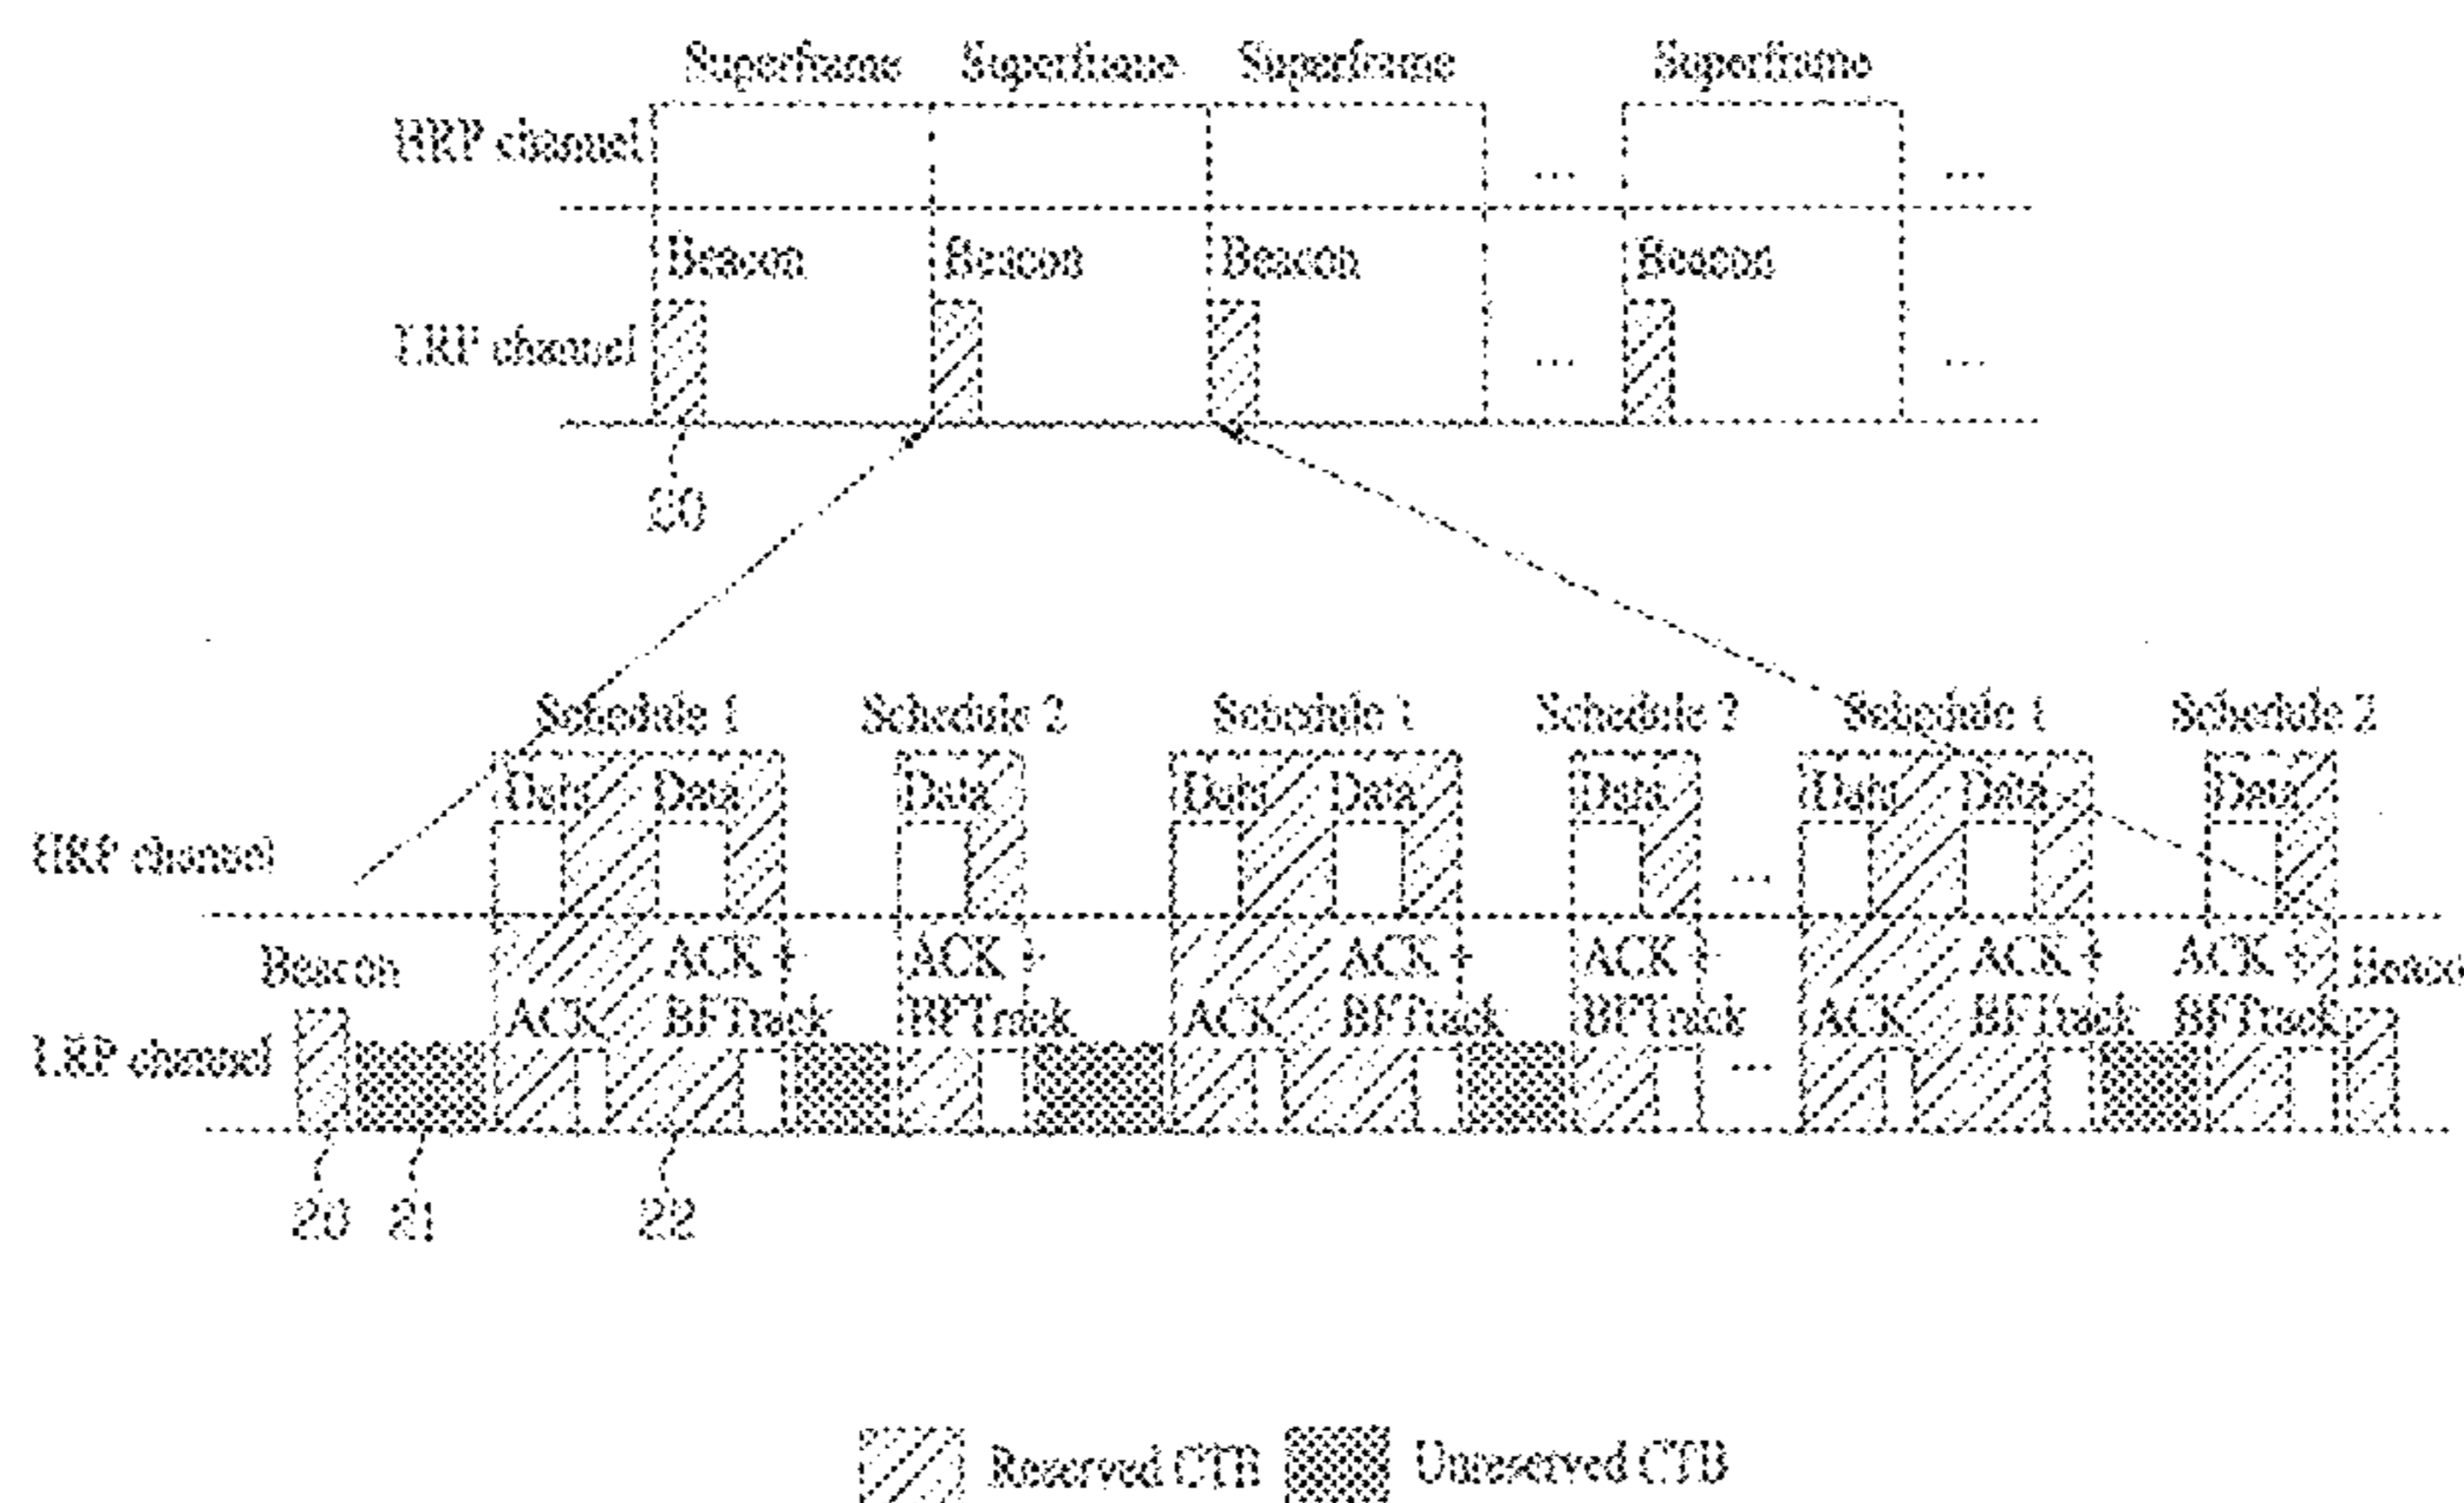 Superframe Superframe Superframe Superframe
HRP channel
... ...
Beacon Beacon Beacon Beacon
LRP channel
... ...
20
Schedule 1 Schedule 2 Schedule 1 Schedule 2 Schedule 1 Schedule 2
Data Data Data Data Data Data Data Data Data
HRP channel
...
Beacon ACK + ACK + ACK + ACK + ACK + ACK +
ACK BFTrack BFTrack ACK BFTrack BFTrack ACK BFTrack BFTrack
LRP channel
...
20 21 22
Reserved CTB Unreserved CTB